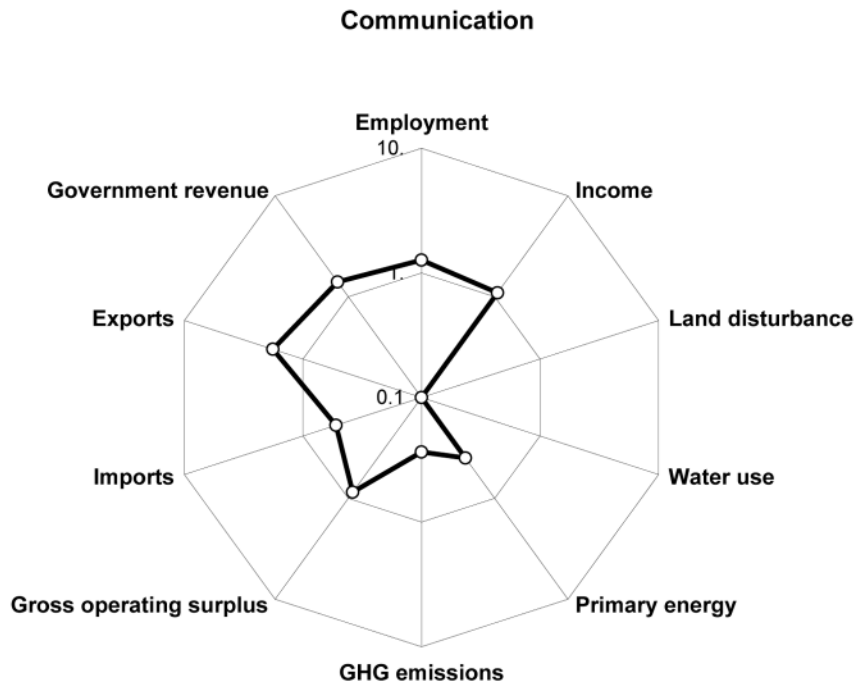 Communication
Employment
10.
Government revenue
Income
1.
Exports
Land disturbance
0.1
Imports
Water use
Gross operating surplus
Primary energy
GHG emissions